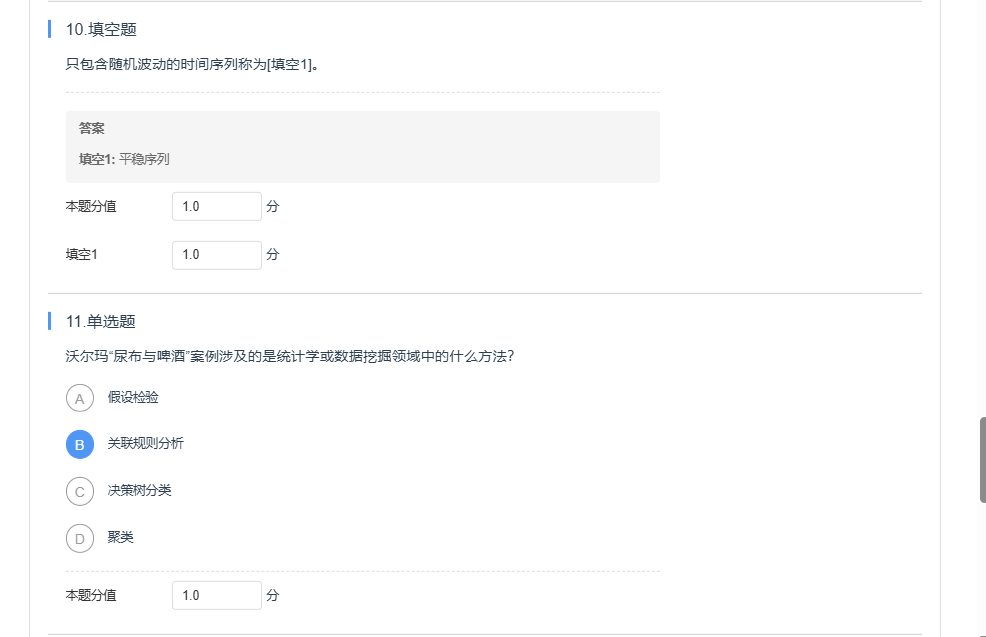 10.填空题
只包含随机波动的时间序列称为[填空1]。
答案
填空1: 平稳序列
本题分值 1.0 分
填空1 1.0 分
11.单选题
沃尔玛“尿布与啤酒”案例涉及的是统计学或数据挖掘领域中的什么方法?
A 假设检验
B 关联规则分析
C 决策树分类
D 聚类
本题分值 1.0 分